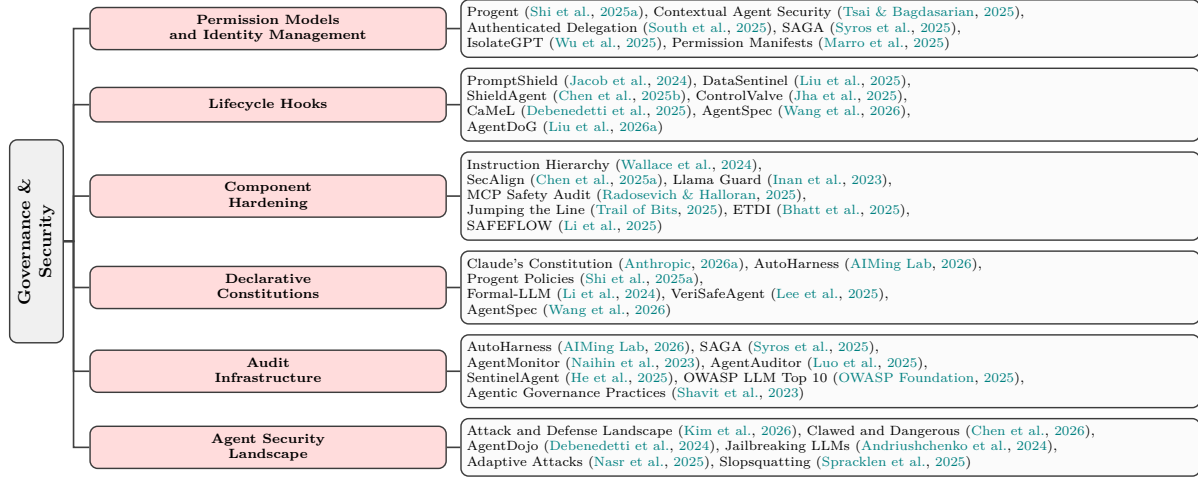 Governance &
Security
Permission Models
and Identity Management
Progent (Shi et al., 2025a), Contextual Agent Security (Tsai & Bagdasarian, 2025),
Authenticated Delegation (South et al., 2025), SAGA (Syros et al., 2025),
IsolateGPT (Wu et al., 2025), Permission Manifests (Marro et al., 2025)
Lifecycle Hooks
PromptShield (Jacob et al., 2024), DataSentinel (Liu et al., 2025),
ShieldAgent (Chen et al., 2025b), ControlValve (Jha et al., 2025),
CaMeL (Debenedetti et al., 2025), AgentSpec (Wang et al., 2026),
AgentDoG (Liu et al., 2026a)
Component
Hardening
Instruction Hierarchy (Wallace et al., 2024),
SecAlign (Chen et al., 2025a), Llama Guard (Inan et al., 2023),
MCP Safety Audit (Radosevich & Halloran, 2025),
Jumping the Line (Trail of Bits, 2025), ETDI (Bhatt et al., 2025),
SAFEFLOW (Li et al., 2025)
Declarative
Constitutions
Claude's Constitution (Anthropic, 2026a), AutoHarness (AIMing Lab, 2026),
Progent Policies (Shi et al., 2025a),
Formal-LLM (Li et al., 2024), VeriSafeAgent (Lee et al., 2025),
AgentSpec (Wang et al., 2026)
Audit
Infrastructure
AutoHarness (AIMing Lab, 2026), SAGA (Syros et al., 2025),
AgentMonitor (Naihin et al., 2023), AgentAuditor (Luo et al., 2025),
SentinelAgent (He et al., 2025), OWASP LLM Top 10 (OWASP Foundation, 2025),
Agentic Governance Practices (Shavit et al., 2023)
Agent Security
Landscape
Attack and Defense Landscape (Kim et al., 2026), Clawed and Dangerous (Chen et al., 2026),
AgentDojo (Debenedetti et al., 2024), Jailbreaking LLMs (Andriushchenko et al., 2024),
Adaptive Attacks (Nasr et al., 2025), Slopsquatting (Spracklen et al., 2025)